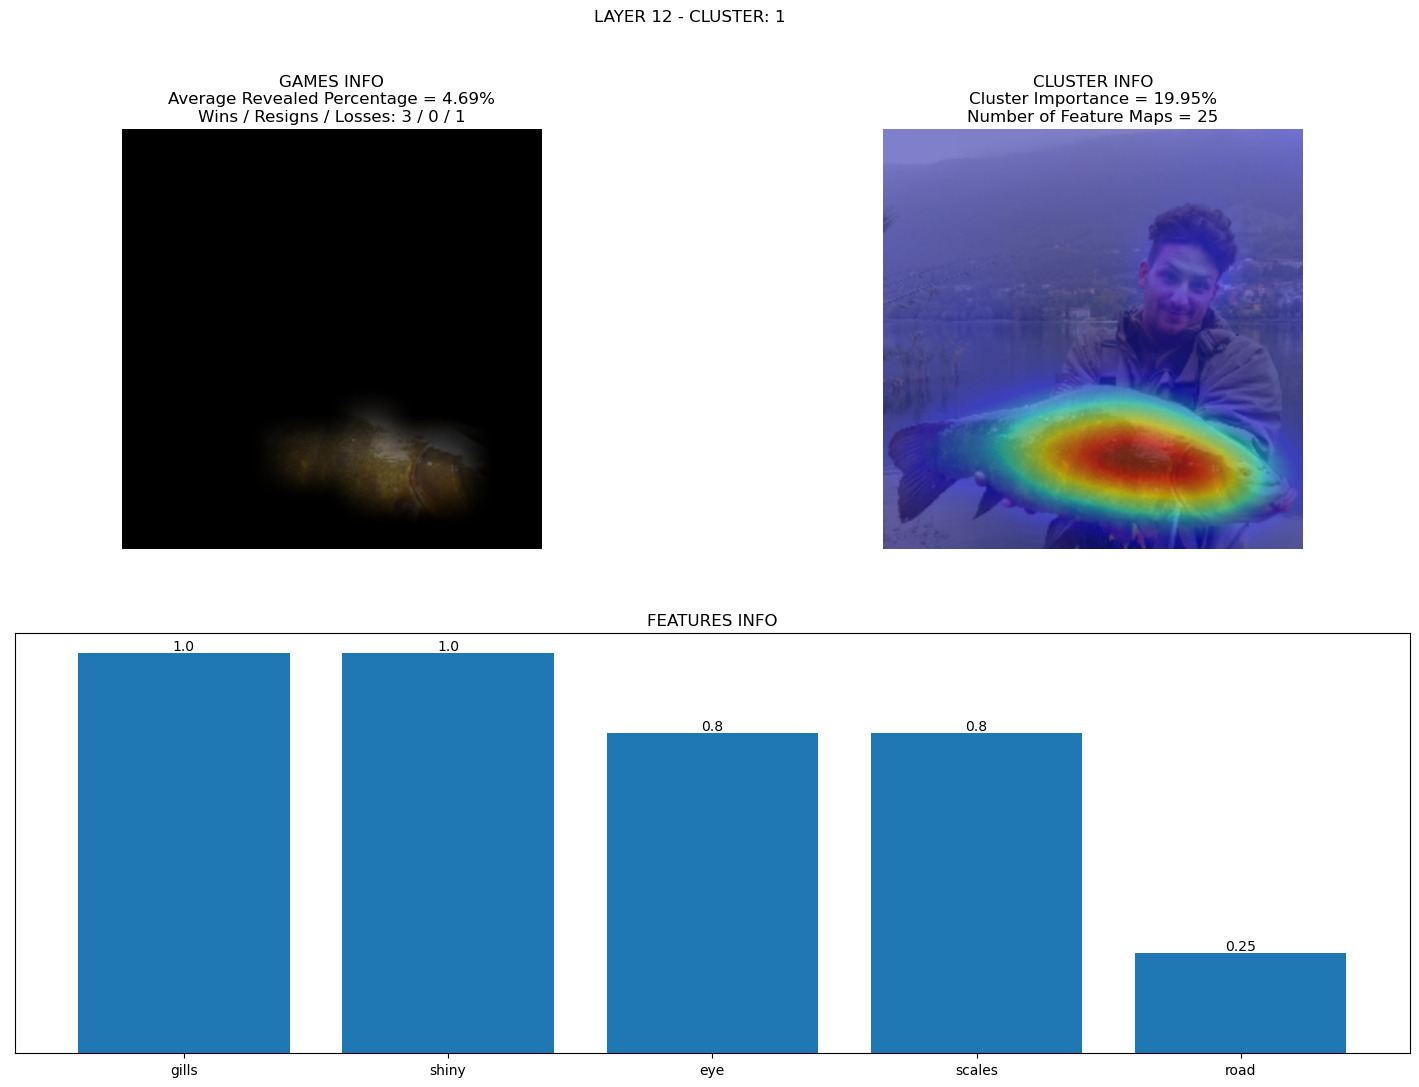 LAYER 12 - CLUSTER: 1
GAMES INFO
Average Revealed Percentage = 4.69%
Wins / Resigns / Losses: 3 / 0 / 1
CLUSTER INFO
Cluster Importance = 19.95%
Number of Feature Maps = 25
FEATURES INFO
1.0
1.0
0.8
0.8
0.25
gills
shiny
eye
scales
road